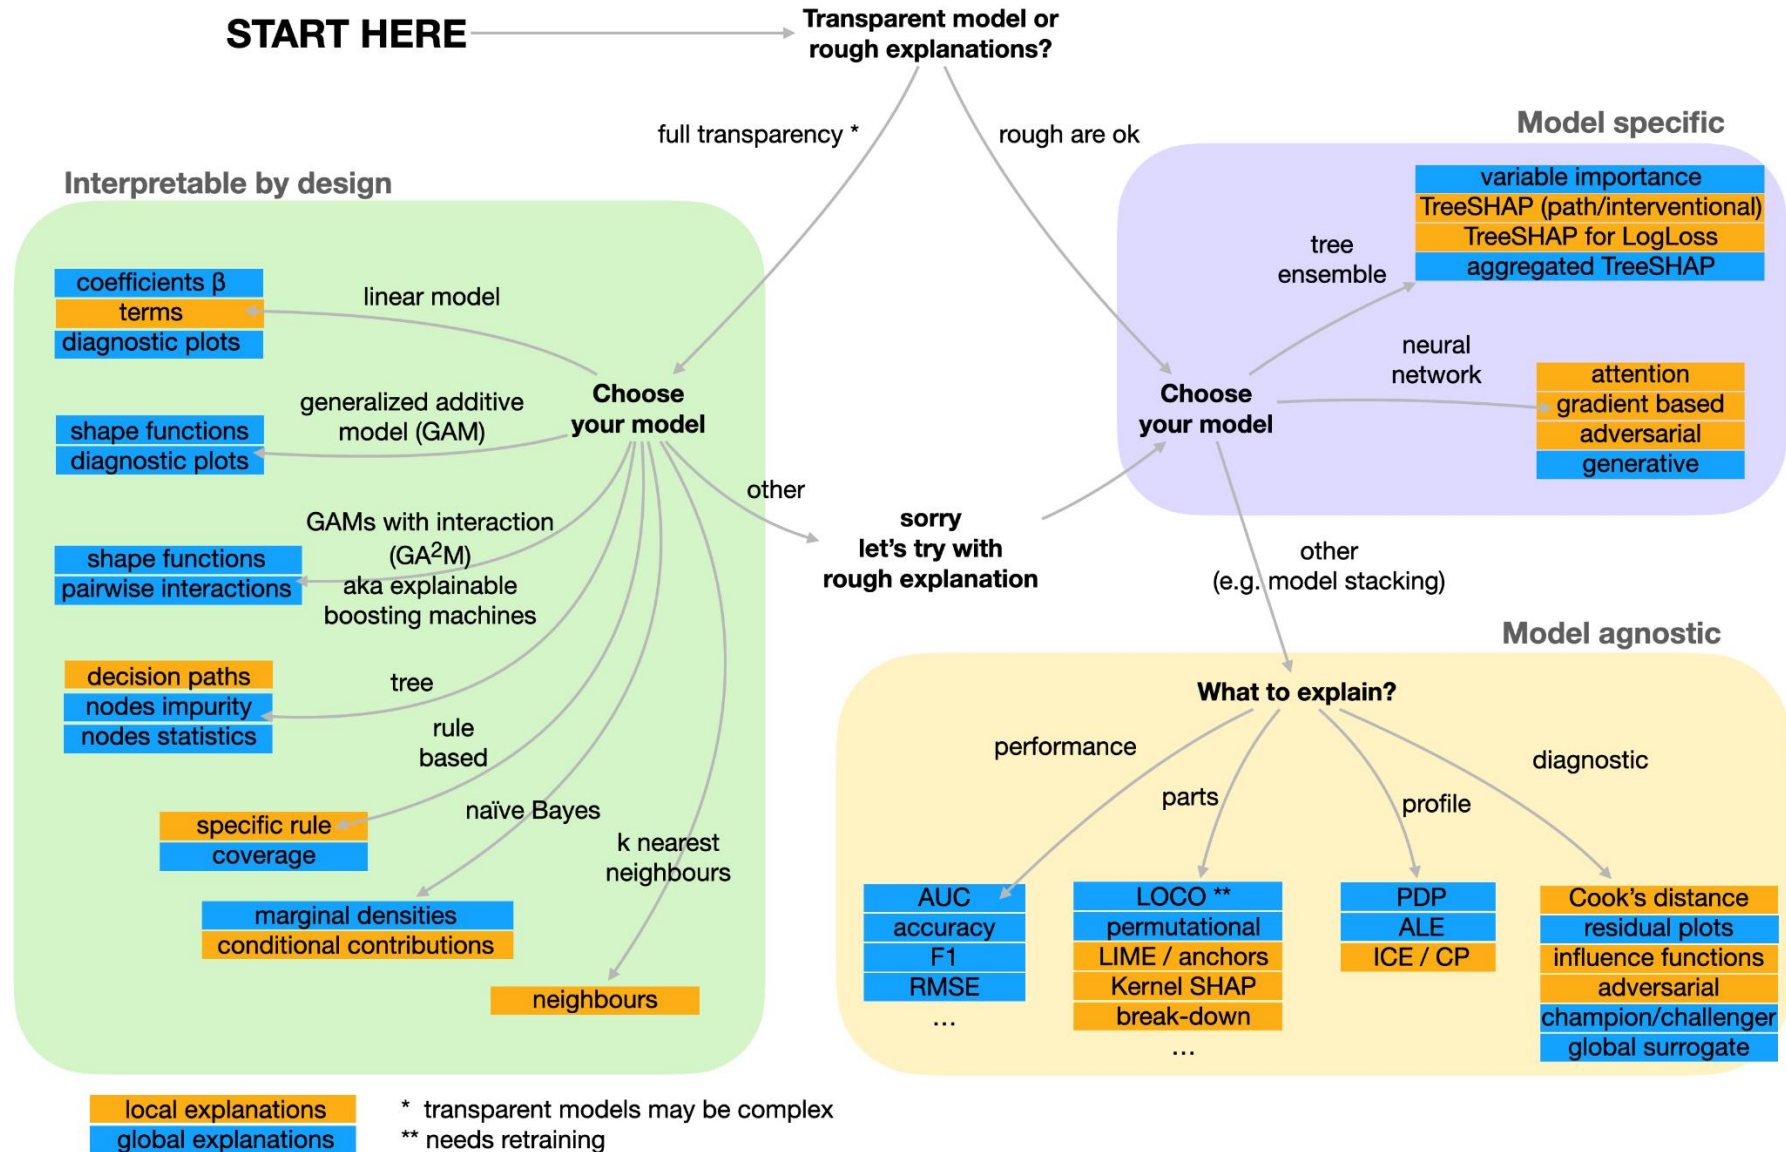 START HERE
Transparent model or
rough explanations?
full transparency *
rough are ok
Interpretable by design
coefficients β
terms
diagnostic plots
linear model
shape functions
diagnostic plots
generalized additive
model (GAM)
Choose
your model
shape functions
pairwise interactions
GAMs with interaction
(GA²M)
aka explainable
boosting machines
decision paths
nodes impurity
nodes statistics
tree
rule
based
specific rule
coverage
naïve Bayes
marginal densities
conditional contributions
k nearest
neighbours
neighbours
other
sorry
let's try with
rough explanation
Model specific
variable importance
TreeSHAP (path/interventional)
TreeSHAP for LogLoss
aggregated TreeSHAP
tree
ensemble
Choose
your model
neural
network
attention
gradient based
adversarial
generative
other
(e.g. model stacking)
Model agnostic
What to explain?
performance
parts
profile
diagnostic
AUC
accuracy
F1
RMSE
...
LOCO **
permutational
LIME / anchors
Kernel SHAP
break-down
...
PDP
ALE
ICE / CP
Cook's distance
residual plots
influence functions
adversarial
champion/challenger
global surrogate
local explanations
global explanations
* transparent models may be complex
** needs retraining